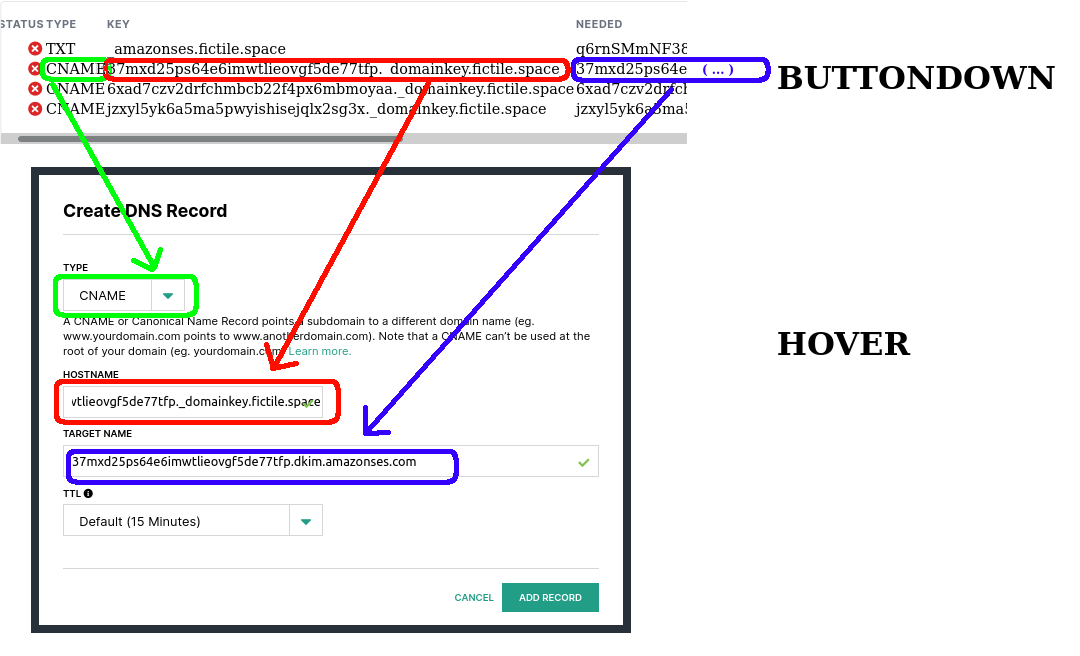 STATUS TYPE KEY NEEDED
TXT _amazonses.fictile.space q6rnSMmNF38
CNAME 37mxd25ps64e6imwtlieovgf5de77tfp._domainkey.fictile.space 37mxd25ps64e ( ... )
BUTTONDOWN
CNAME 6xad7czv2drfchmbcb22f4px6mbmoyaa._domainkey.fictile.space 6xad7czv2drfcl
CNAME jzxyl5yk6a5ma5pwyishisejqlx2sg3x._domainkey.fictile.space jzxyl5yk6a5ma5
Create DNS Record
TYPE
CNAME
A CNAME or Canonical Name Record points a subdomain to a different domain name (eg.
www.yourdomain.com points to www.anotherdomain.com). Note that a CNAME can't be used at the
root of your domain (eg. yourdomain.com). Learn more.
HOVER
HOSTNAME
wtlieovgf5de77tfp._domainkey.fictile.space
TARGET NAME
37mxd25ps64e6imwtlieovgf5de77tfp.dkim.amazonses.com
TTL
Default (15 Minutes)
CANCEL ADD RECORD